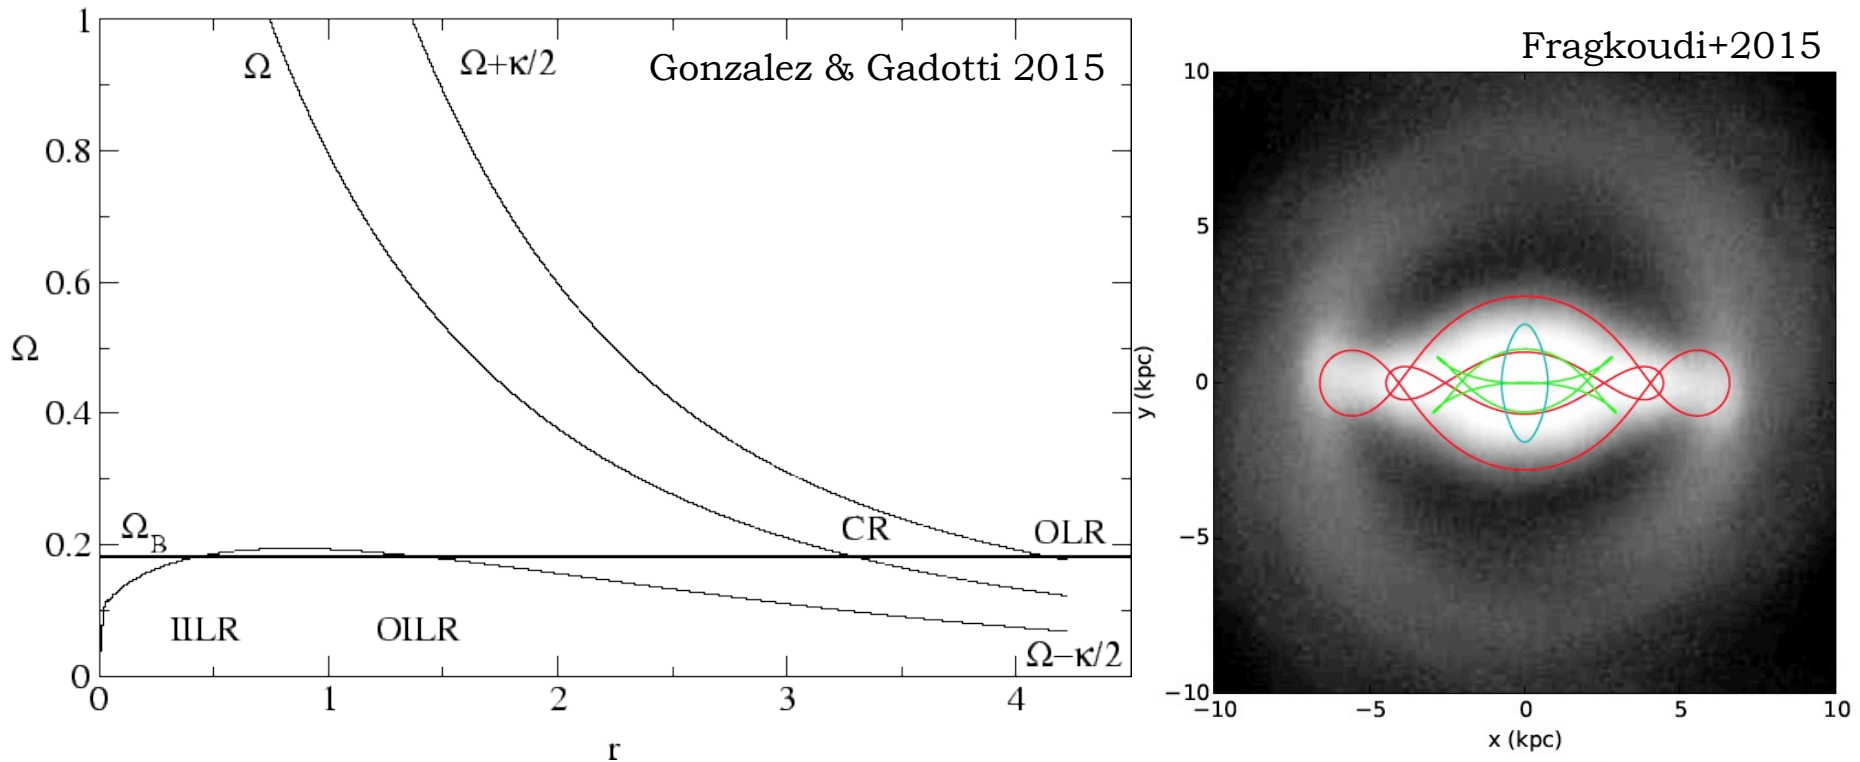 Gonzalez & Gadotti 2015
Ω
Ω+κ/2
1
0.8
0.6
Ω
0.4
0.2
0
Ω_B
CR
OLR
IILR
OILR
Ω−κ/2
0
1
2
3
4
r
Fragkoudi+2015
10
5
0
−5
−10
y (kpc)
−10
−5
0
5
10
x (kpc)